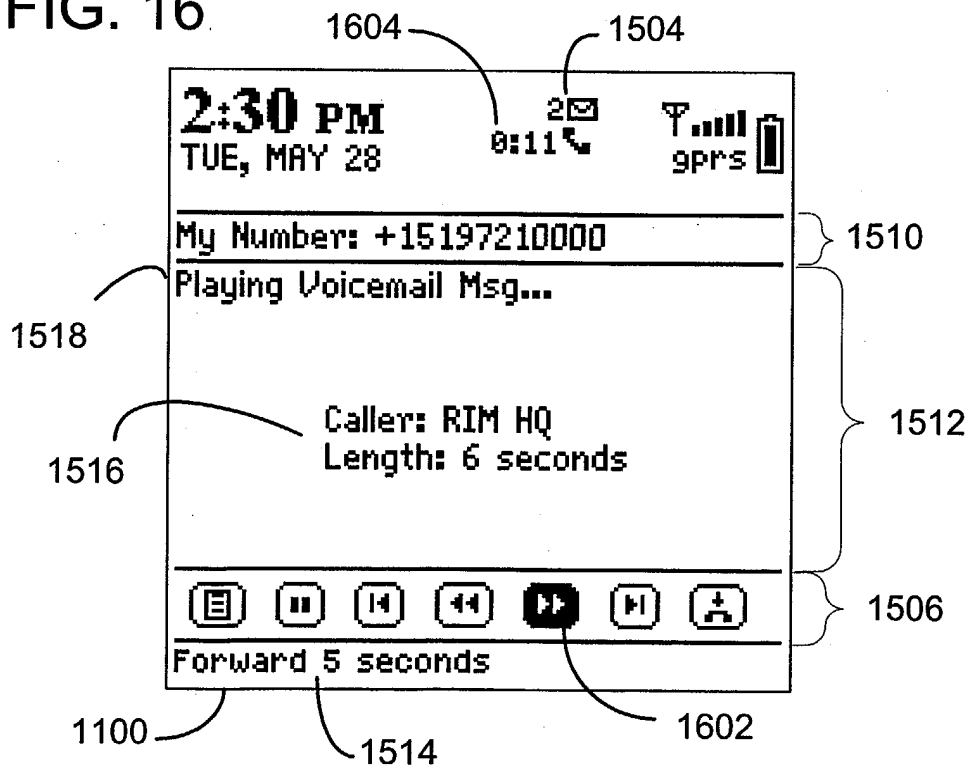 FIG. 16
1604
1504
2:30 PM
2
0:11
gprs
TUE, MAY 28
My Number: +15197210000
1510
Playing Voicemail Msg...
1518
Caller: RIM HQ
1512
Length: 6 seconds
1516
1506
Forward 5 seconds
1100
1514
1602